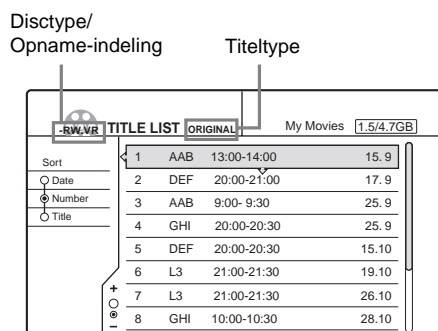 Disctype/
Opname-indeling
Titeltype
-RW VR TITLE LIST ORIGINAL My Movies 1.5/4.7GB
Sort
Date
Number
Title
1 AAB 13:00-14:00 15. 9
2 DEF 20:00-21:00 17. 9
3 AAB 9:00- 9:30 25. 9
4 GHI 20:00-20:30 25. 9
5 DEF 20:00-20:30 15.10
6 L3 21:00-21:30 19.10
7 L3 21:00-21:30 26.10
8 GHI 10:00-10:30 28.10
+
–